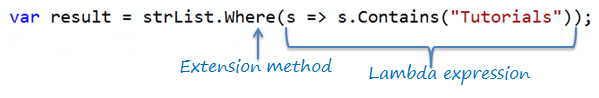 var result = strList.Where(s => s.Contains("Tutorials"));
Extension method
Lambda expression